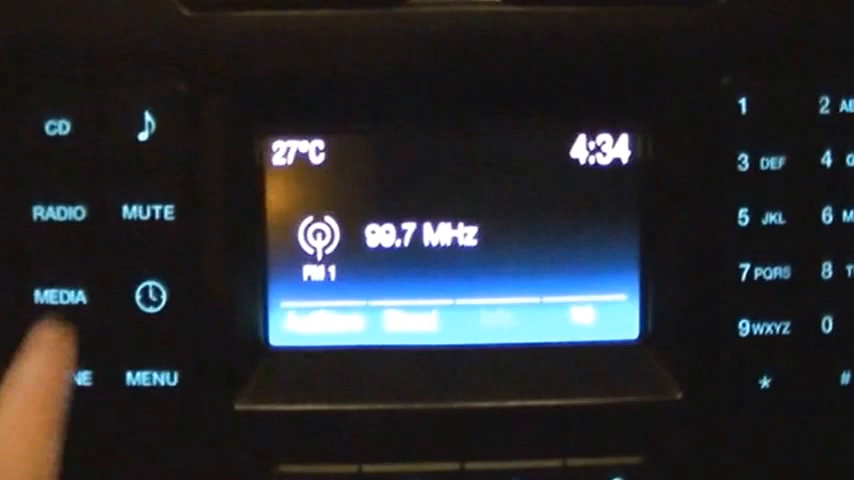 CD
RADIO
MUTE
MEDIA
NE
MENU
27°C
4:34
99.7 MHz
FM 1
1
2
3 DEF
4
5 JKL
6 M
7 PQRS
8 T
9 WXYZ
0
*
#